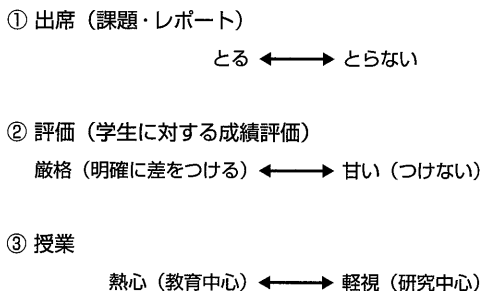 ① 出席（課題・レポート）
とる ←→ とらない
② 評価（学生に対する成績評価）
厳格（明確に差をつける） ←→ 甘い（つけない）
③ 授業
熱心（教育中心） ←→ 軽視（研究中心）